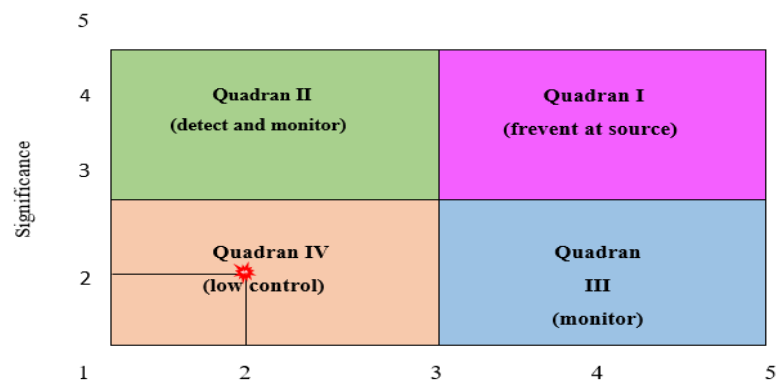 5
4
3
2
1
Significance
Quadran II
(detect and monitor)
Quadran I
(frevent at source)
Quadran IV
(low control)
Quadran
III
(monitor)
2
3
4
5